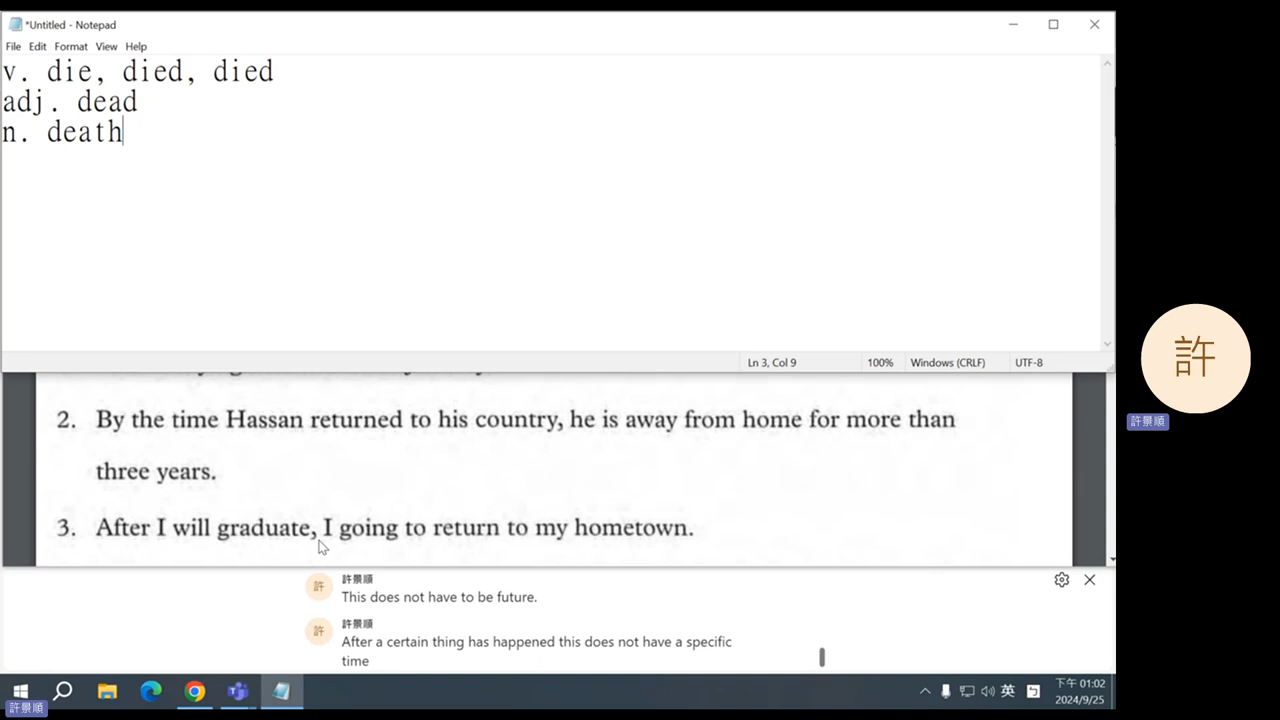 *Untitled - Notepad
File Edit Format View Help
v. die, died, died
adj. dead
n. death
Ln 3, Col 9 100% Windows (CRLF) UTF-8
2. By the time Hassan returned to his country, he is away from home for more than
three years.
3. After I will graduate, I going to return to my hometown.
許
許景順
許 許景順
This does not have to be future.
許 許景順
After a certain thing has happened this does not have a specific
time
英 ㄅ
下午 01:02
2024/9/25
許景順